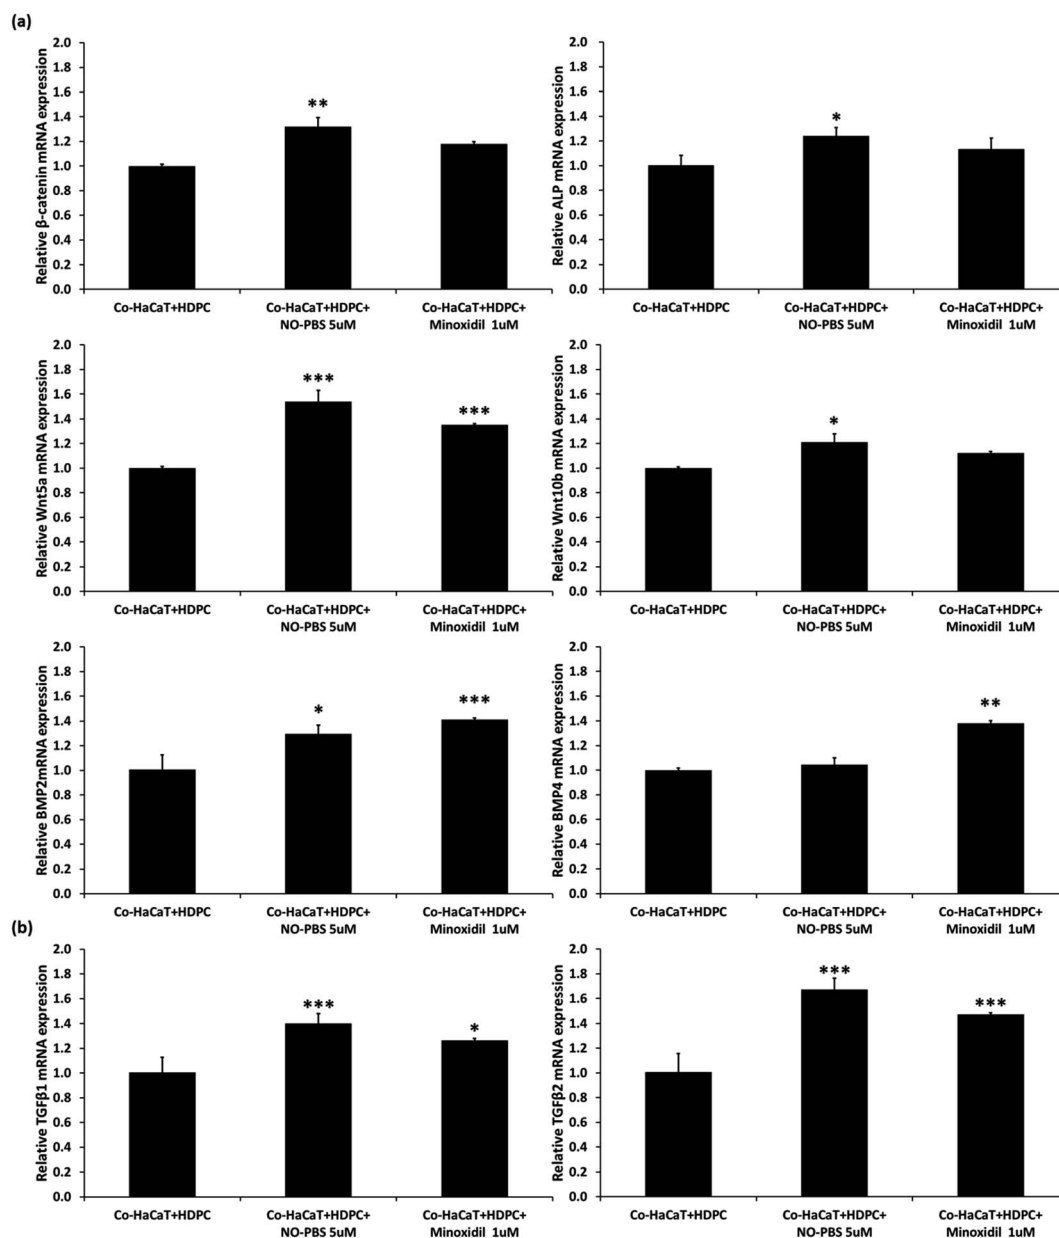 (a)
Relative β-catenin mRNA expression
2.0
1.8
1.6
1.4
1.2
1.0
0.8
0.6
0.4
0.2
0.0
**
Co-HaCaT+HDPC
Co-HaCaT+HDPC+
NO-PBS 5uM
Co-HaCaT+HDPC+
Minoxidil 1uM
Relative ALP mRNA expression
2.0
1.8
1.6
1.4
1.2
1.0
0.8
0.6
0.4
0.2
0.0
*
Co-HaCaT+HDPC
Co-HaCaT+HDPC+
NO-PBS 5uM
Co-HaCaT+HDPC+
Minoxidil 1uM
Relative Wnt5a mRNA expression
2.0
1.8
1.6
1.4
1.2
1.0
0.8
0.6
0.4
0.2
0.0
***
***
Co-HaCaT+HDPC
Co-HaCaT+HDPC+
NO-PBS 5uM
Co-HaCaT+HDPC+
Minoxidil 1uM
Relative Wnt10b mRNA expression
2.0
1.8
1.6
1.4
1.2
1.0
0.8
0.6
0.4
0.2
0.0
*
Co-HaCaT+HDPC
Co-HaCaT+HDPC+
NO-PBS 5uM
Co-HaCaT+HDPC+
Minoxidil 1uM
Relative BMP2mRNA expression
2.0
1.8
1.6
1.4
1.2
1.0
0.8
0.6
0.4
0.2
0.0
*
***
Co-HaCaT+HDPC
Co-HaCaT+HDPC+
NO-PBS 5uM
Co-HaCaT+HDPC+
Minoxidil 1uM
Relative BMP4 mRNA expression
2.0
1.8
1.6
1.4
1.2
1.0
0.8
0.6
0.4
0.2
0.0
**
Co-HaCaT+HDPC
Co-HaCaT+HDPC+
NO-PBS 5uM
Co-HaCaT+HDPC+
Minoxidil 1uM
(b)
Relative TGFβ1 mRNA expression
2.0
1.8
1.6
1.4
1.2
1.0
0.8
0.6
0.4
0.2
0.0
***
*
Co-HaCaT+HDPC
Co-HaCaT+HDPC+
NO-PBS 5uM
Co-HaCaT+HDPC+
Minoxidil 1uM
Relative TGFβ2 mRNA expression
2.0
1.8
1.6
1.4
1.2
1.0
0.8
0.6
0.4
0.2
0.0
***
***
Co-HaCaT+HDPC
Co-HaCaT+HDPC+
NO-PBS 5uM
Co-HaCaT+HDPC+
Minoxidil 1uM